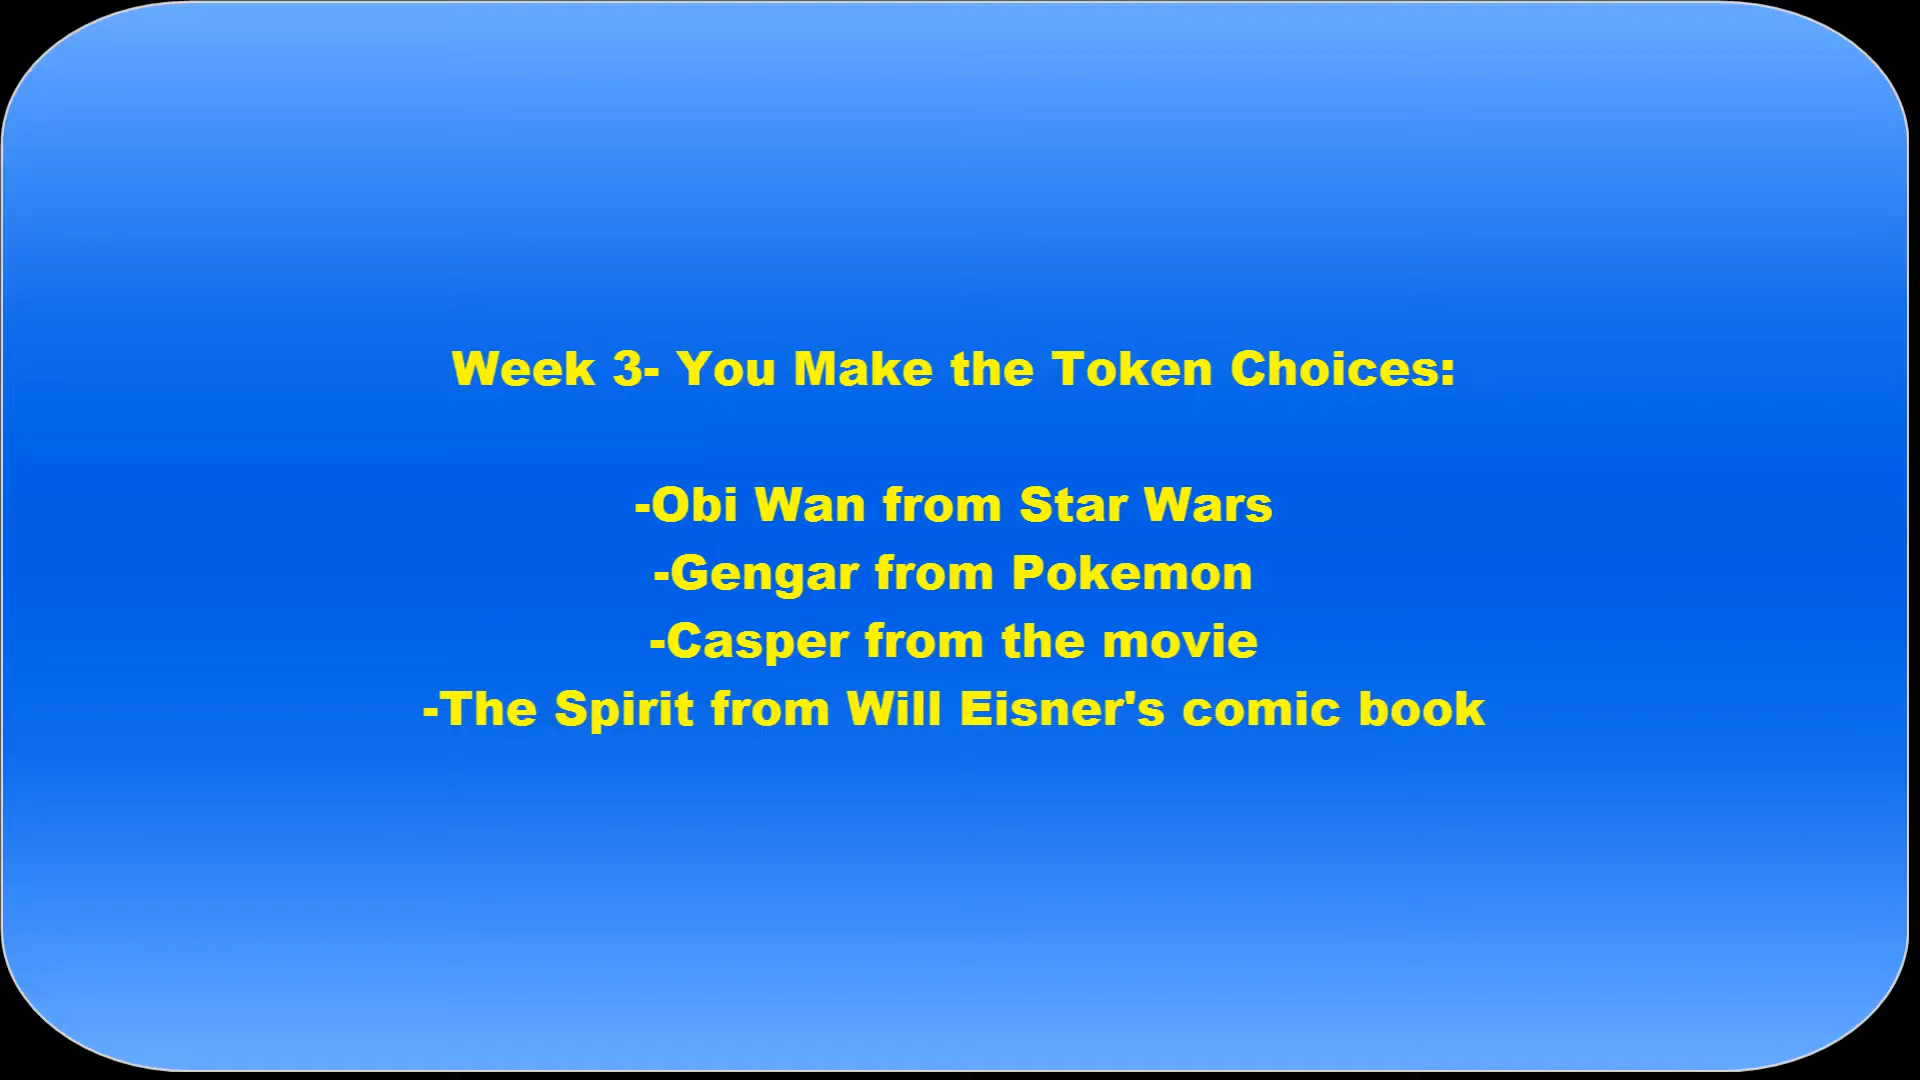 Week 3- You Make the Token Choices:
-Obi Wan from Star Wars
-Gengar from Pokemon
-Casper from the movie
-The Spirit from Will Eisner's comic book